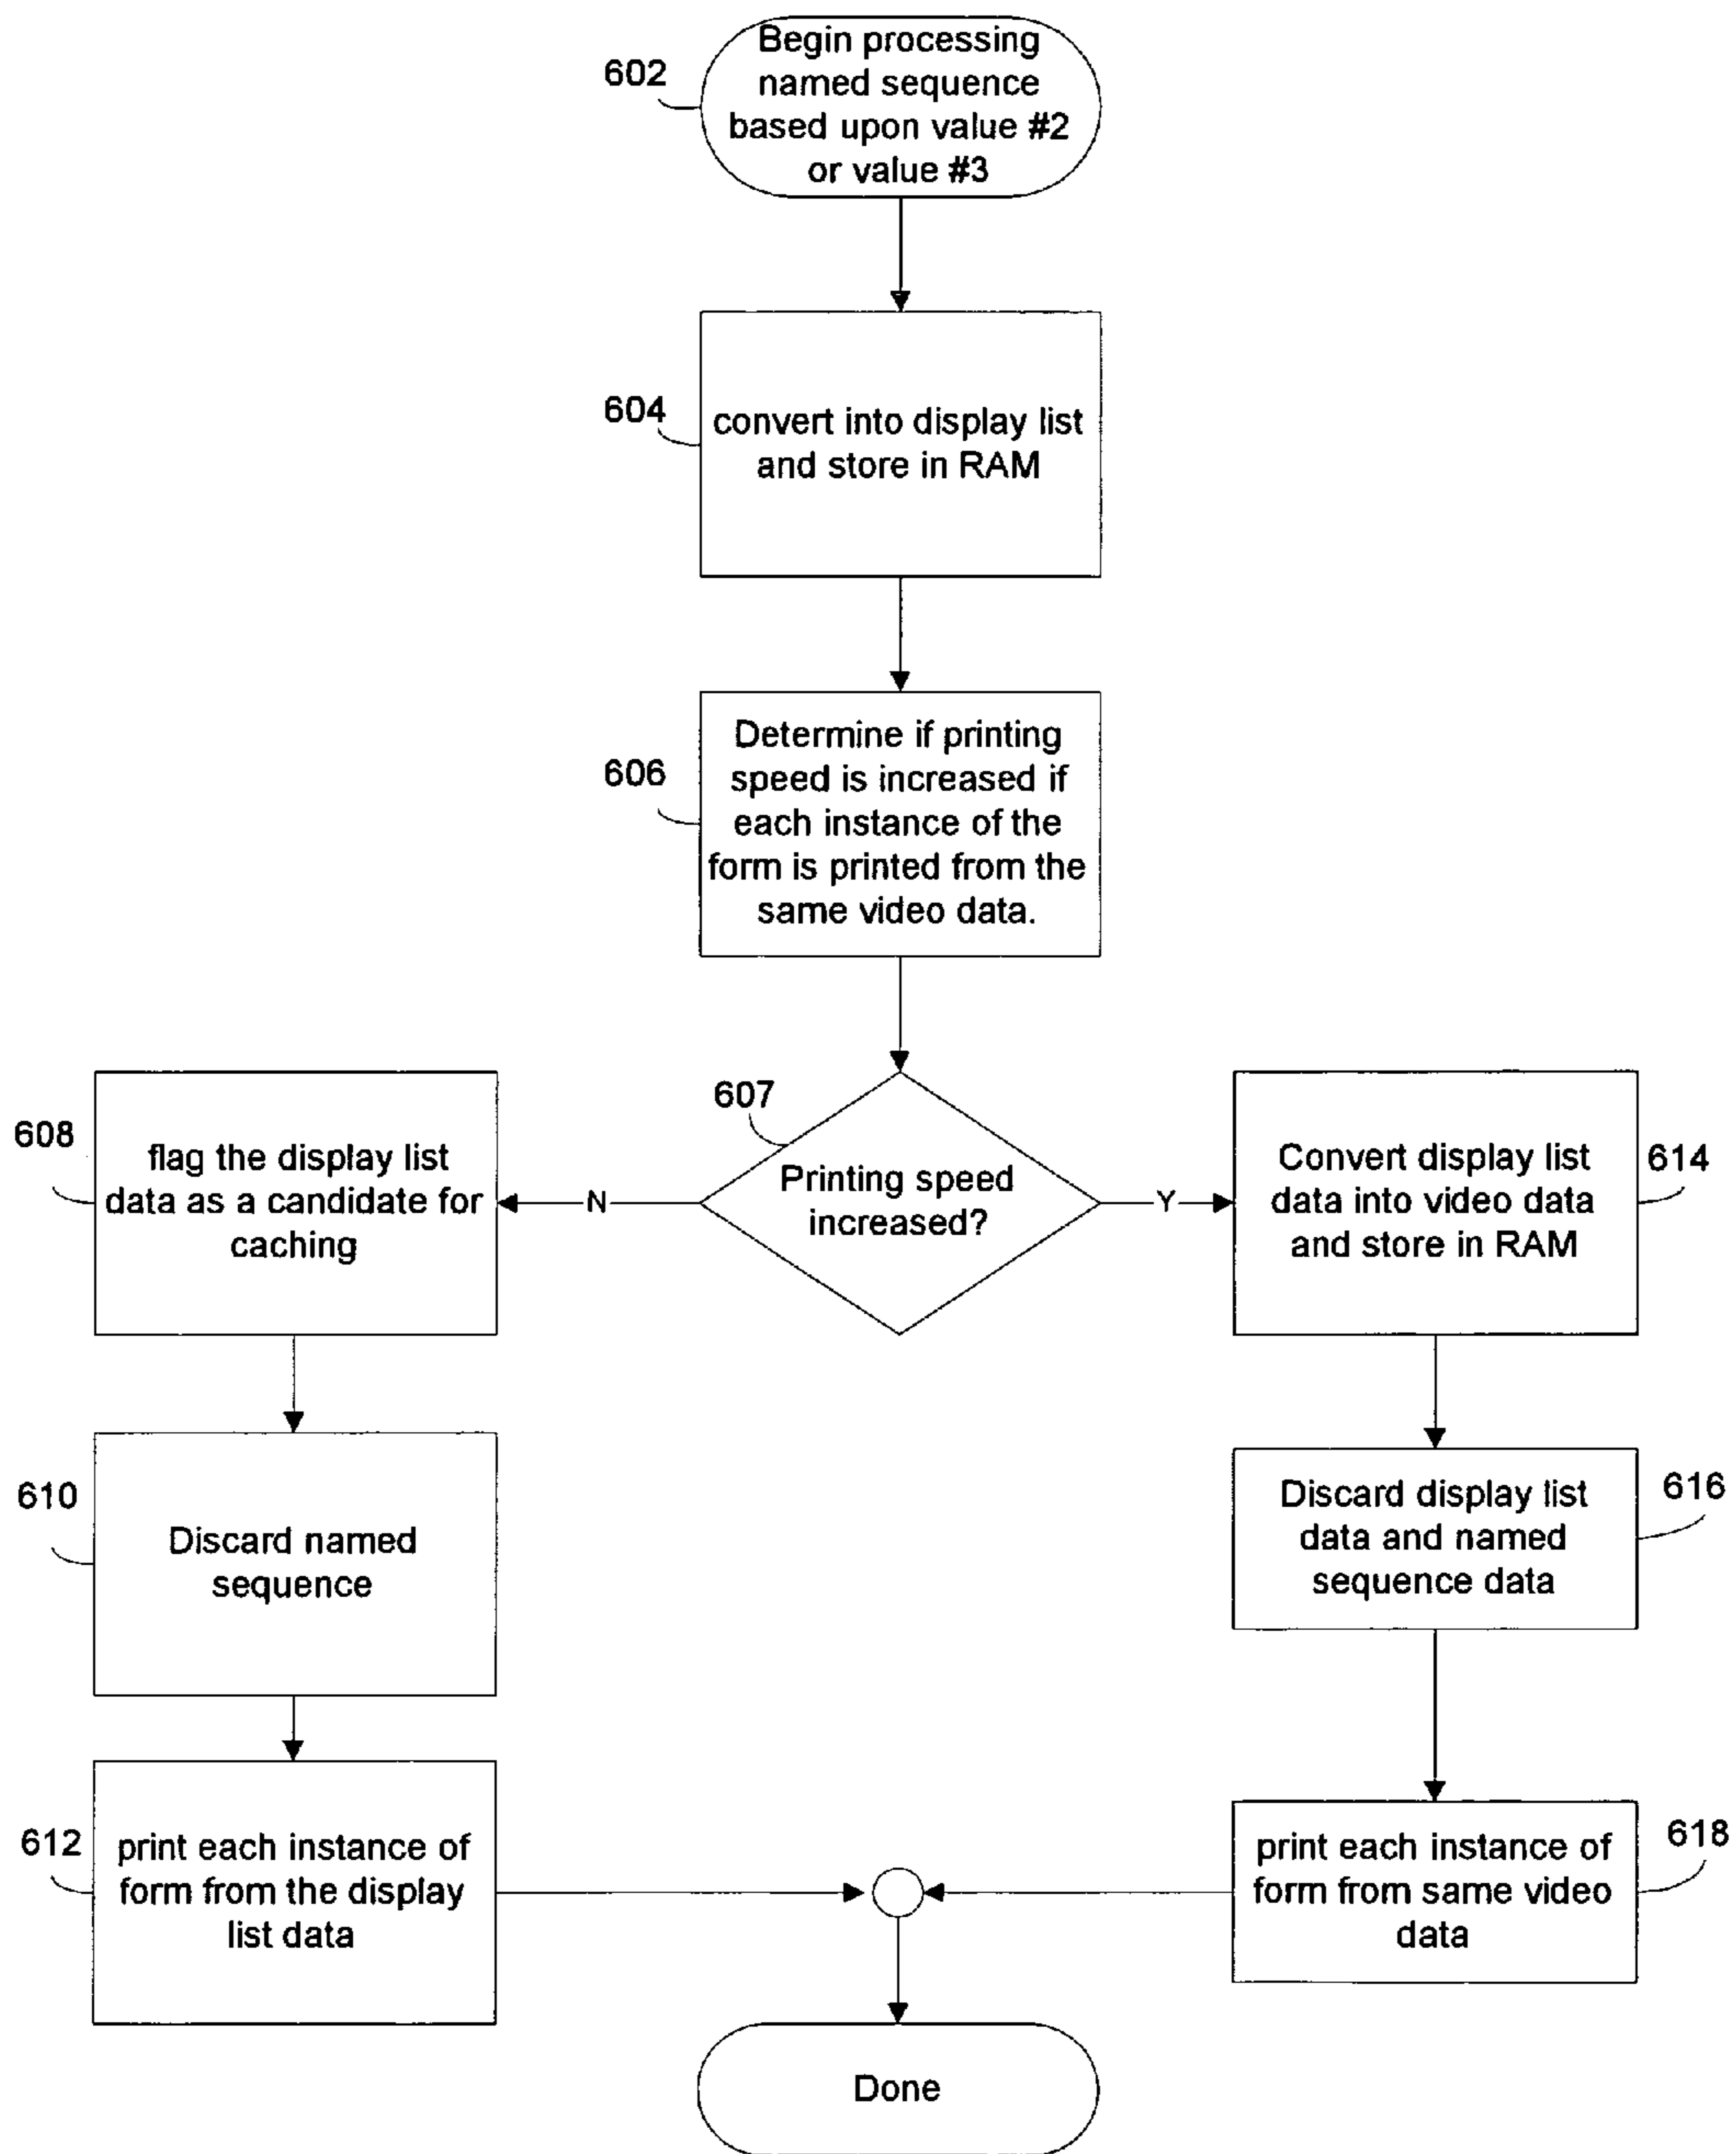 602
Begin processing
named sequence
based upon value #2
or value #3
604
convert into display list
and store in RAM
606
Determine if printing
speed is increased if
each instance of the
form is printed from the
same video data.
607
Printing speed
increased?
N
Y
608
flag the display list
data as a candidate for
caching
610
Discard named
sequence
612
print each instance of
form from the display
list data
614
Convert display list
data into video data
and store in RAM
616
Discard display list
data and named
sequence data
618
print each instance of
form from same video
data
Done